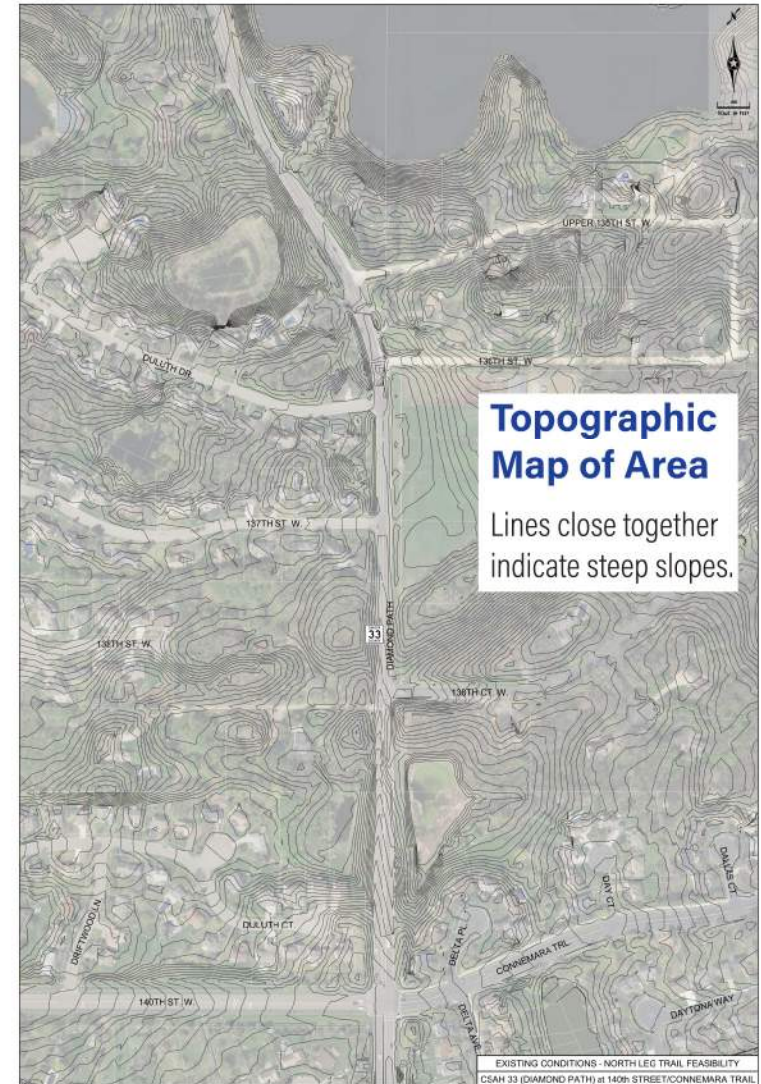 N
SCALE IN FEET
UPPER 135TH ST. W.
136TH ST. W.
DULUTH DR.
Topographic
Map of Area
Lines close together
indicate steep slopes.
137TH ST. W.
33
DIAMOND PATH
138TH ST. W.
138TH CT. W.
DALLAS CT
DAY CT
DRIFTWOOD LN.
DULUTH CT.
DELTA PL
CONNEMARA TRL
140TH ST. W.
DELTA AVE
DAYTONA WAY
EXISTING CONDITIONS - NORTH LEG TRAIL FEASIBILITY
CSAH 33 (DIAMOND PATH) at 140th STREET/CONNEMARA TRAIL